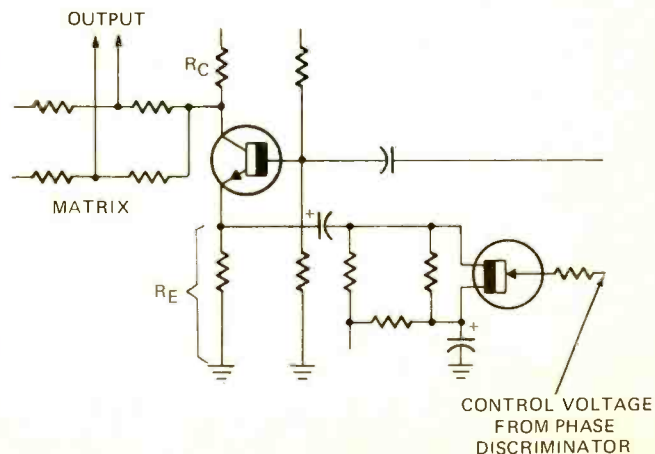 OUTPUT
R_C
MATRIX
+
R_E
+
CONTROL VOLTAGE
FROM PHASE
DISCRIMINATOR